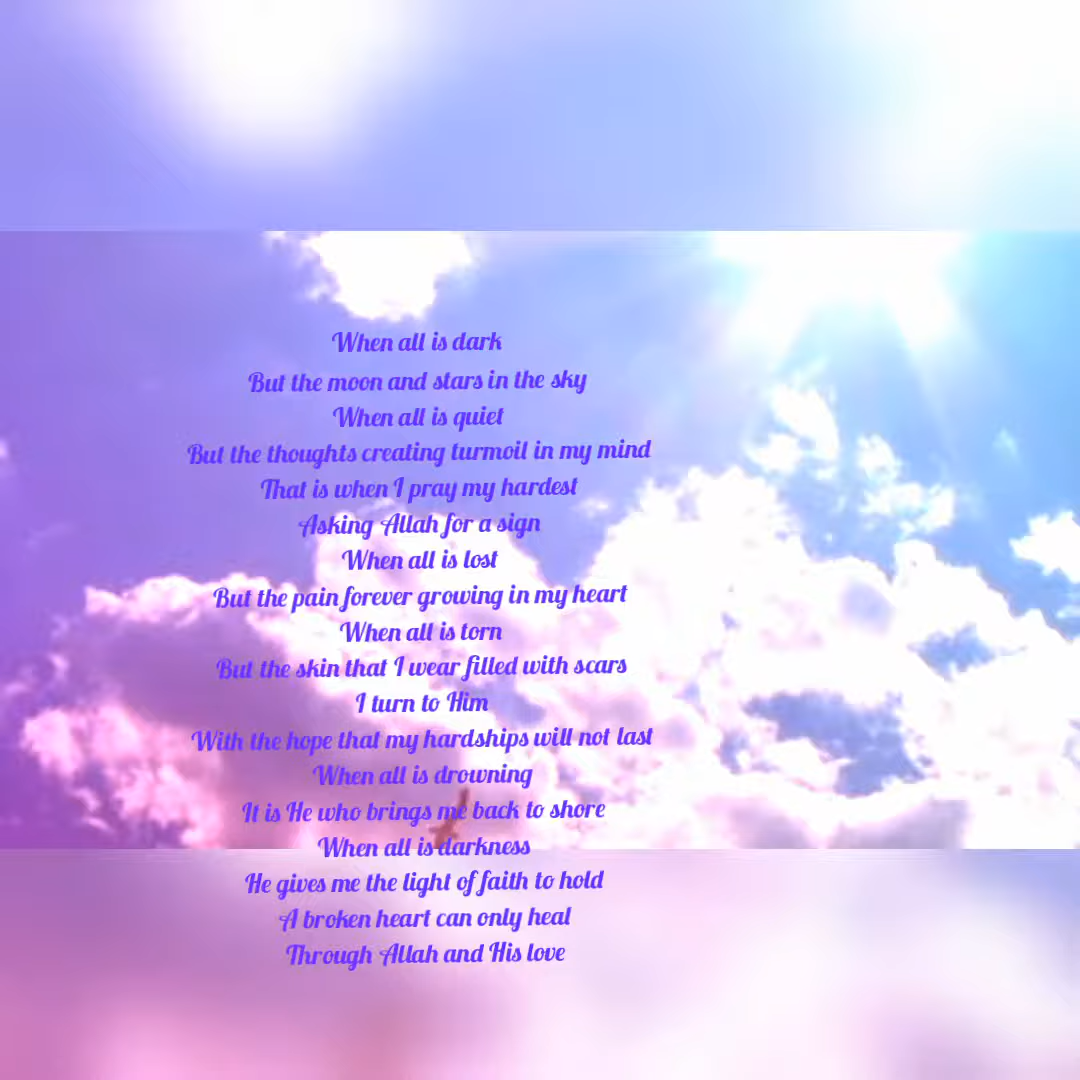 When all is dark
But the moon and stars in the sky
When all is quiet
But the thoughts creating turmoil in my mind
That is when I pray my hardest
Asking Allah for a sign
When all is lost
But the pain forever growing in my heart
When all is torn
But the skin that I wear filled with scars
I turn to Him
With the hope that my hardships will not last
When all is drowning
It is He who brings me back to shore
When all is darkness
He gives me the light of faith to hold
A broken heart can only heal
Through Allah and His love